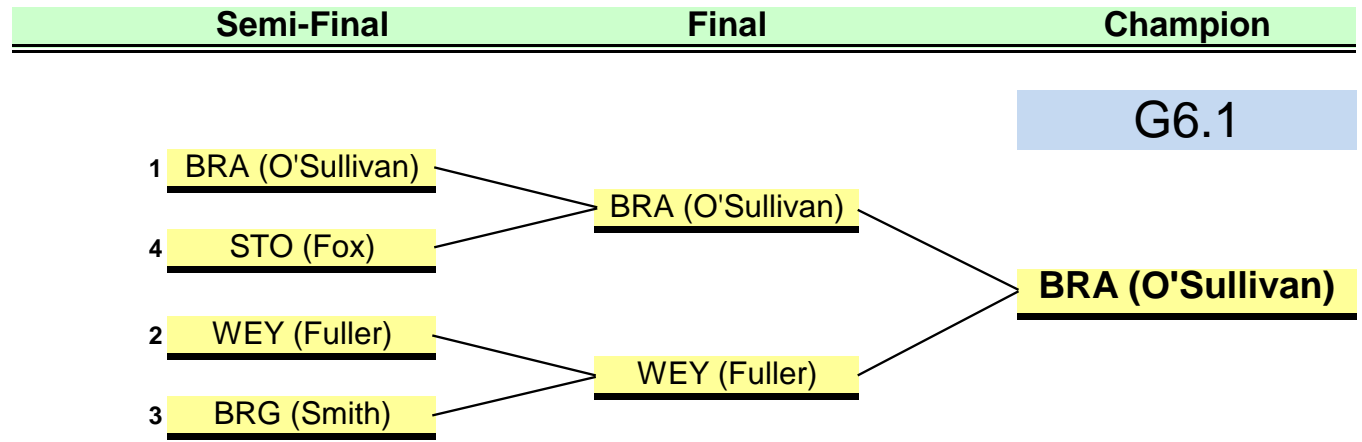 Semi-Final Final Champion
G6.1
1 BRA (O'Sullivan)
BRA (O'Sullivan)
4 STO (Fox)
BRA (O'Sullivan)
2 WEY (Fuller)
WEY (Fuller)
3 BRG (Smith)